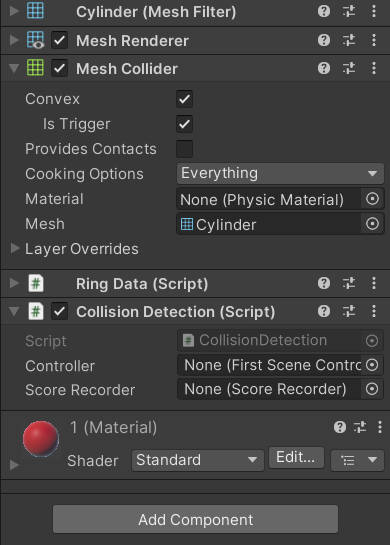 Cylinder (Mesh Filter)
Mesh Renderer
Mesh Collider
Convex
Is Trigger
Provides Contacts
Cooking Options Everything
Material None (Physic Material)
Mesh Cylinder
Layer Overrides
# Ring Data (Script)
# Collision Detection (Script)
Script # CollisionDetection
Controller None (First Scene Contro
Score Recorder None (Score Recorder)
1 (Material)
Shader Standard Edit...
Add Component